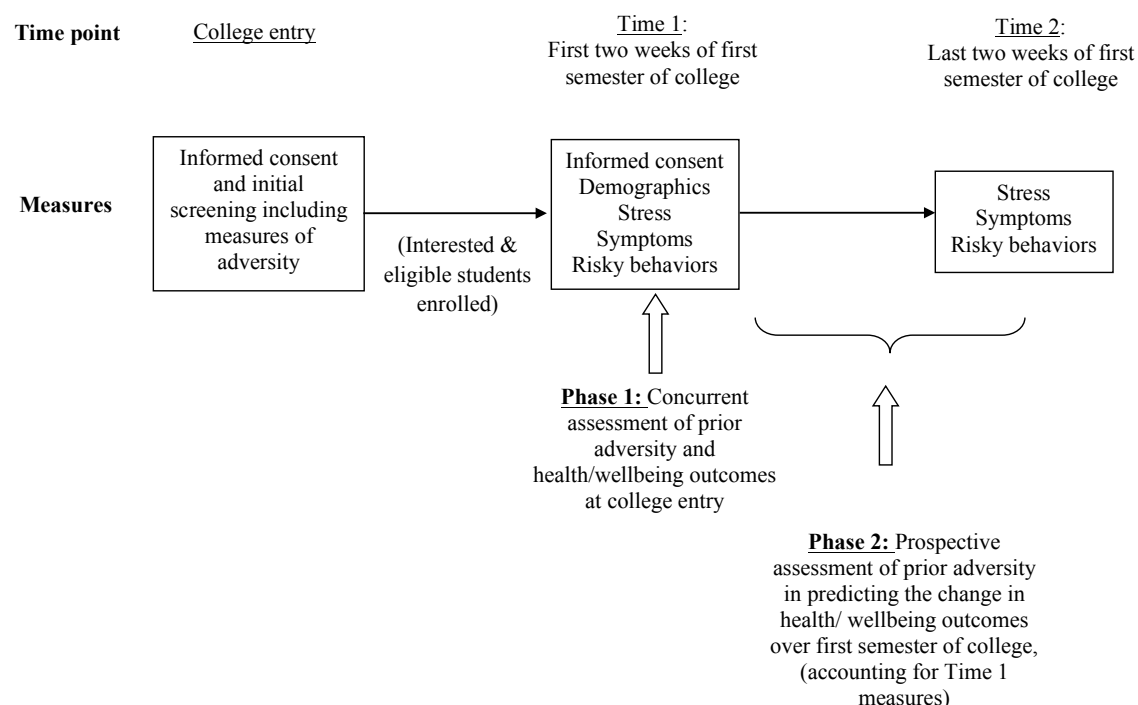 Time point
College entry
Time 1:
First two weeks of first
semester of college
Time 2:
Last two weeks of first
semester of college
Measures
Informed consent
and initial
screening including
measures of
adversity
(Interested &
eligible students
enrolled)
Informed consent
Demographics
Stress
Symptoms
Risky behaviors
Stress
Symptoms
Risky behaviors
Phase 1: Concurrent
assessment of prior
adversity and
health/wellbeing outcomes
at college entry
Phase 2: Prospective
assessment of prior adversity
in predicting the change in
health/ wellbeing outcomes
over first semester of college,
(accounting for Time 1
measures)